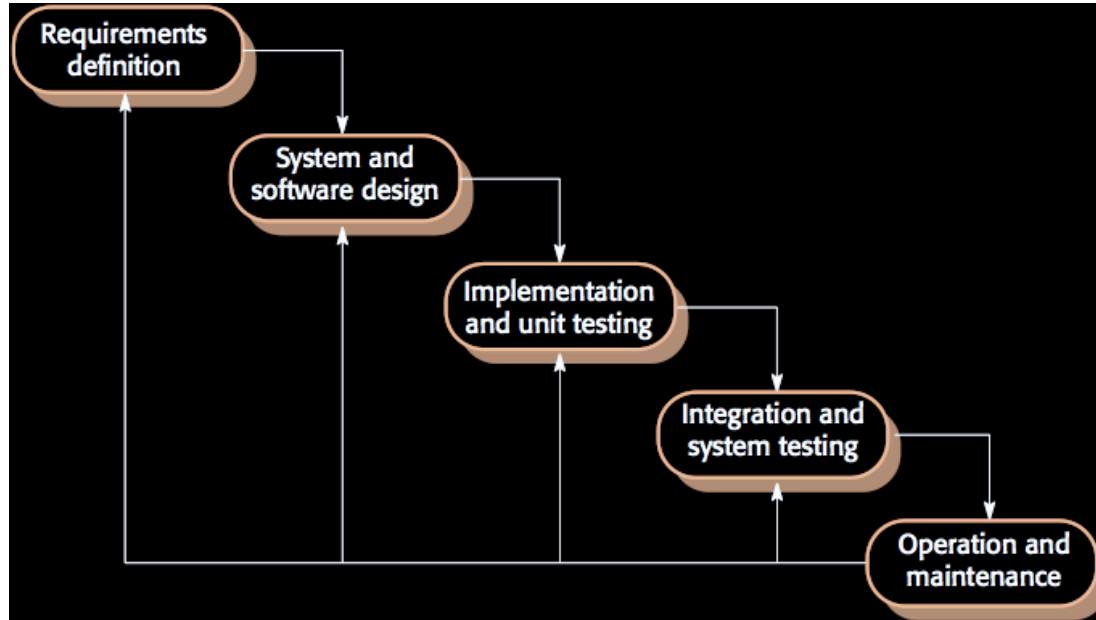 Requirements
definition
System and
software design
Implementation
and unit testing
Integration and
system testing
Operation and
maintenance